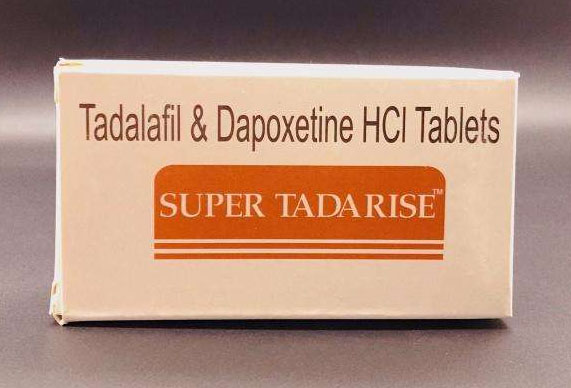 Tadalafil & Dapoxetine HCl Tablets
SUPER TADARISE™